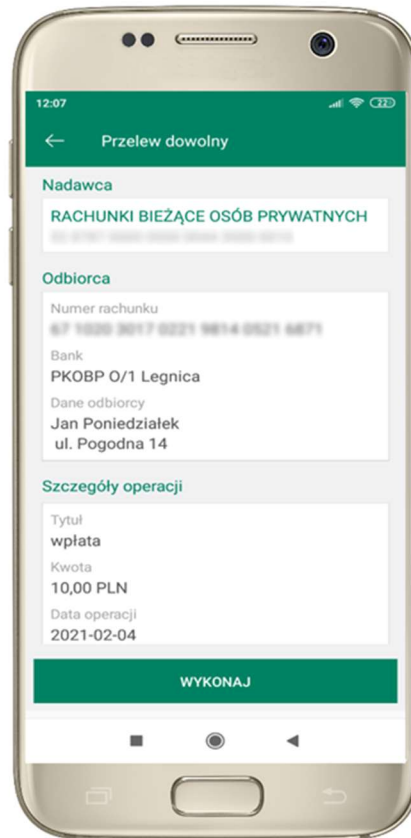 12:07
22
Przelew dowolny
Nadawca
RACHUNKI BIEŻĄCE OSÓB PRYWATNYCH
Odbiorca
Numer rachunku
Bank
PKOBP O/1 Legnica
Dane odbiorcy
Jan Poniedziałek
ul. Pogodna 14
Szczegóły operacji
Tytuł
wpłata
Kwota
10,00 PLN
Data operacji
2021-02-04
WYKONAJ